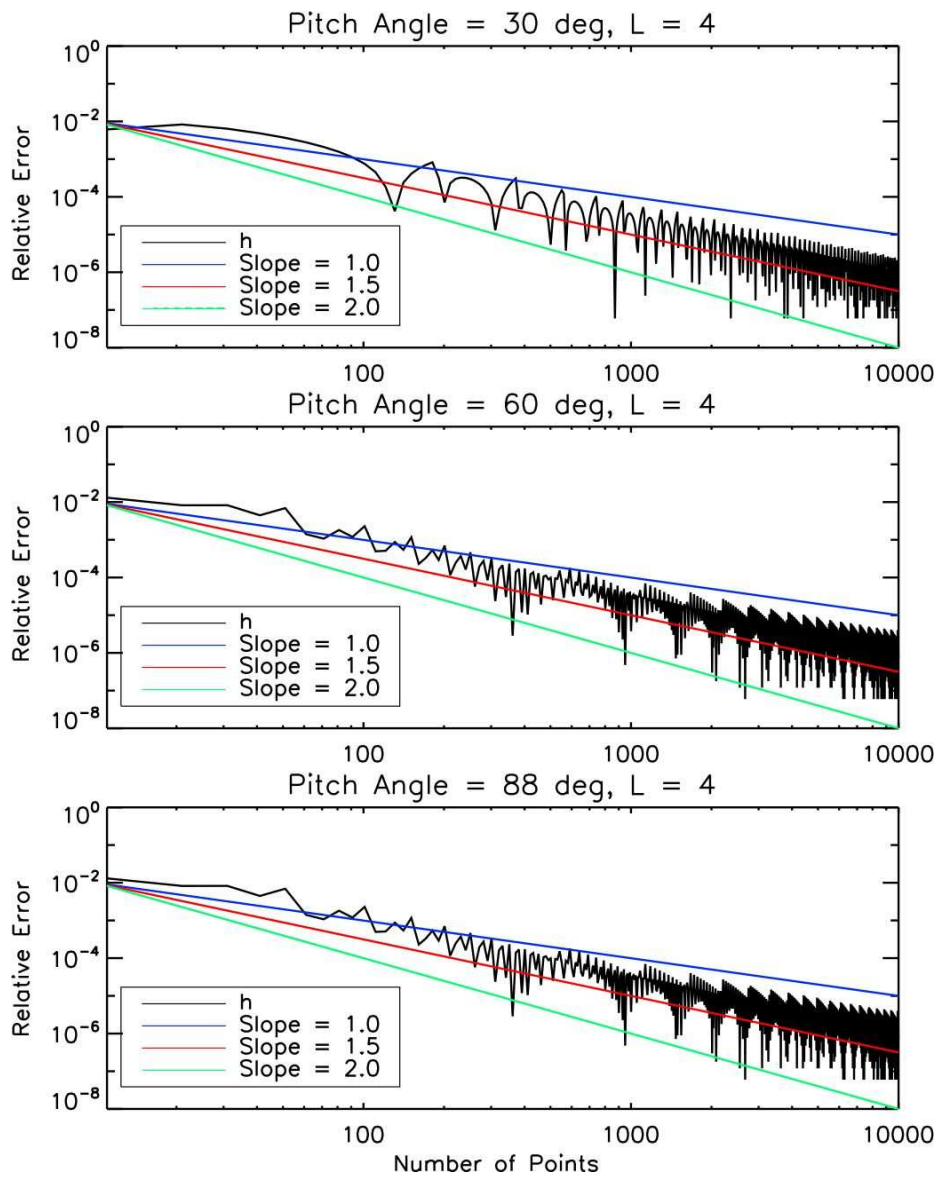 Pitch Angle = 30 deg, L = 4
10^0
10^-2
10^-4
10^-6
10^-8
Relative Error
h
Slope = 1.0
Slope = 1.5
Slope = 2.0
100
1000
10000
Pitch Angle = 60 deg, L = 4
10^0
10^-2
10^-4
10^-6
10^-8
Relative Error
h
Slope = 1.0
Slope = 1.5
Slope = 2.0
100
1000
10000
Pitch Angle = 88 deg, L = 4
10^0
10^-2
10^-4
10^-6
10^-8
Relative Error
h
Slope = 1.0
Slope = 1.5
Slope = 2.0
100
1000
10000
Number of Points